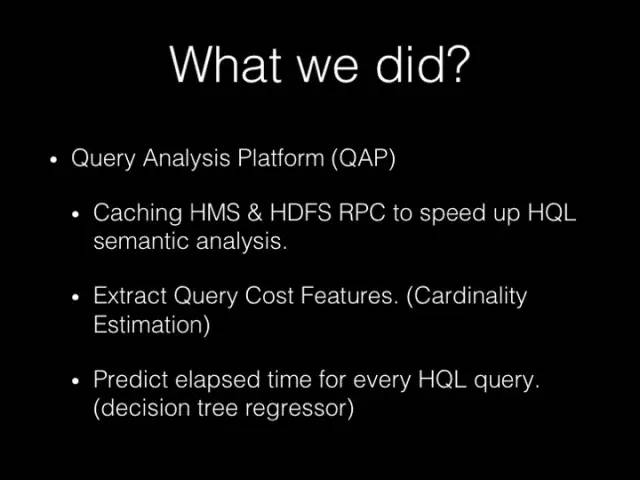 What we did?
• Query Analysis Platform (QAP)
• Caching HMS & HDFS RPC to speed up HQL
semantic analysis.
• Extract Query Cost Features. (Cardinality
Estimation)
• Predict elapsed time for every HQL query.
(decision tree regressor)